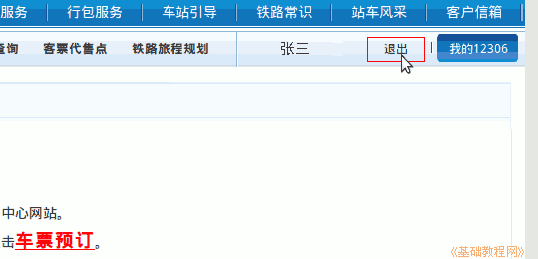 服务 行包服务 车站引导 铁路常识 站车风采 客户信箱
查询 客票代售点 铁路旅程规划 张三 退出 我的12306
中心网站。
击车票预订。
《基础教程网》